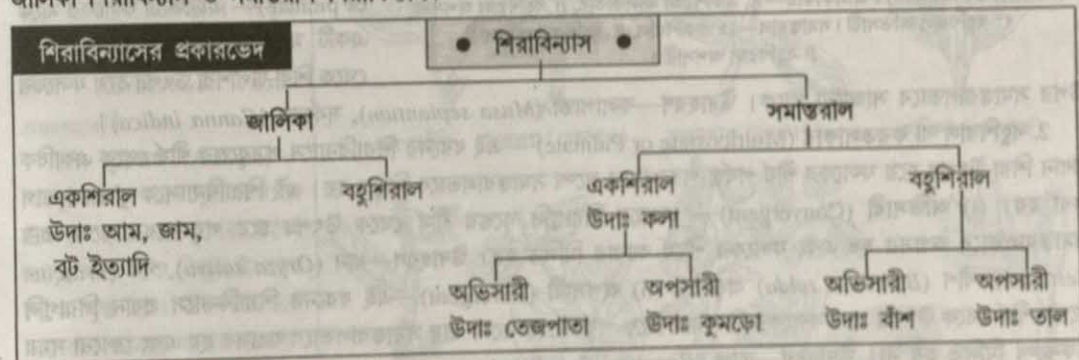 শিরাবিন্যাসের প্রকারভেদ
• শিরাবিন্যাস •
জালিকা
সমান্তরাল
একশিরাল
উদাঃ আম, জাম,
বট ইত্যাদি
বহুশিরাল
একশিরাল
উদাঃ কলা
বহুশিরাল
অভিসারী
উদাঃ তেজপাতা
অপসারী
উদাঃ কুমড়ো
অভিসারী
উদাঃ বাঁশ
অপসারী
উদাঃ তাল